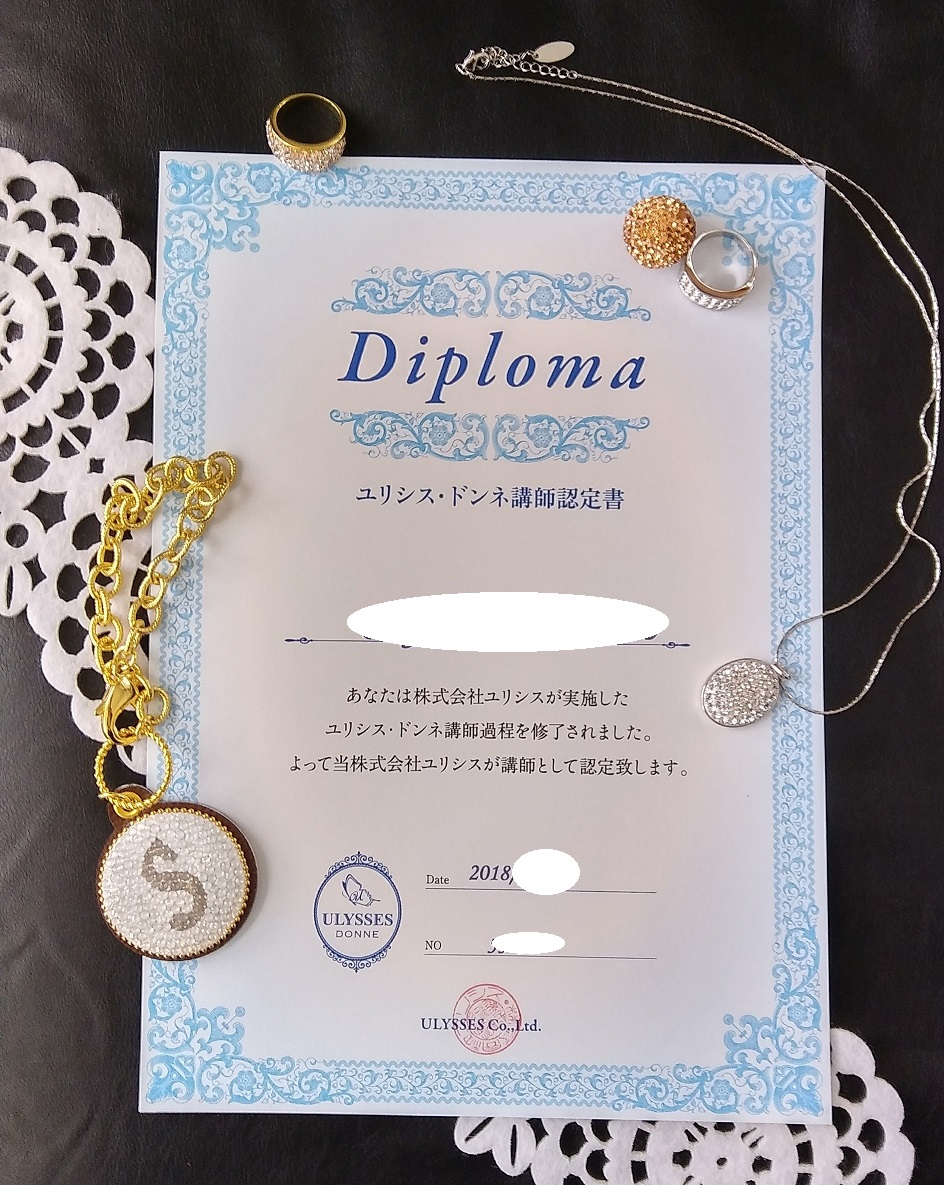 Diploma
ユリシス・ドンネ講師認定書
あなたは株式会社ユリシスが実施した
ユリシス・ドンネ講師過程を修了されました。
よって当株式会社ユリシスが講師として認定致します。
Date 2018/
NO
ULYSSES
DONNE
ULYSSES Co.,Ltd.
S